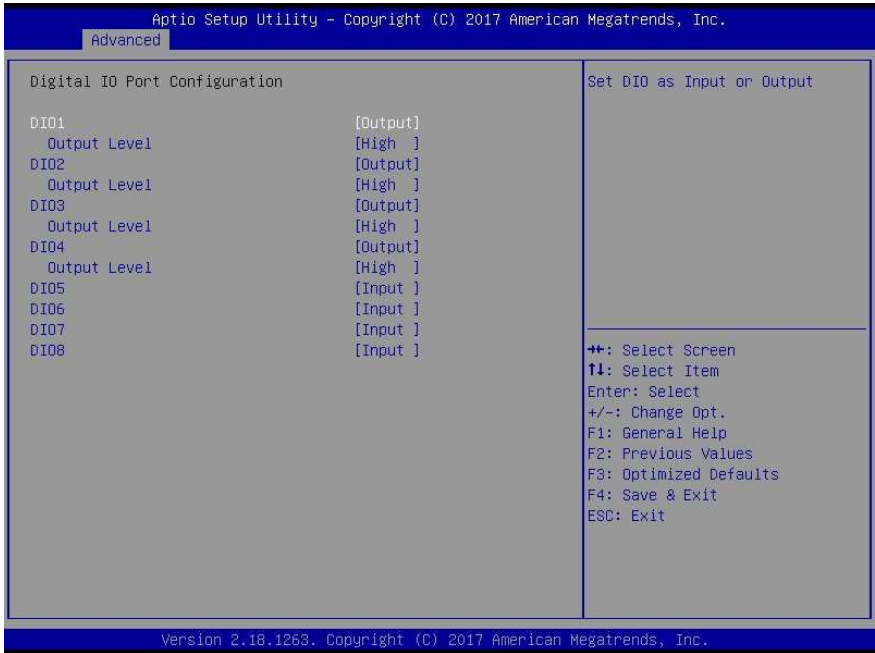 Aptio Setup Utility – Copyright (C) 2017 American Megatrends, Inc.
Advanced
Digital IO Port Configuration
DIO1 [Output]
Output Level [High ]
DIO2 [Output]
Output Level [High ]
DIO3 [Output]
Output Level [High ]
DIO4 [Output]
Output Level [High ]
DIO5 [Input ]
DIO6 [Input ]
DIO7 [Input ]
DIO8 [Input ]
Set DIO as Input or Output
→←: Select Screen
↑↓: Select Item
Enter: Select
+/-: Change Opt.
F1: General Help
F2: Previous Values
F3: Optimized Defaults
F4: Save & Exit
ESC: Exit
Version 2.18.1263. Copyright (C) 2017 American Megatrends, Inc.